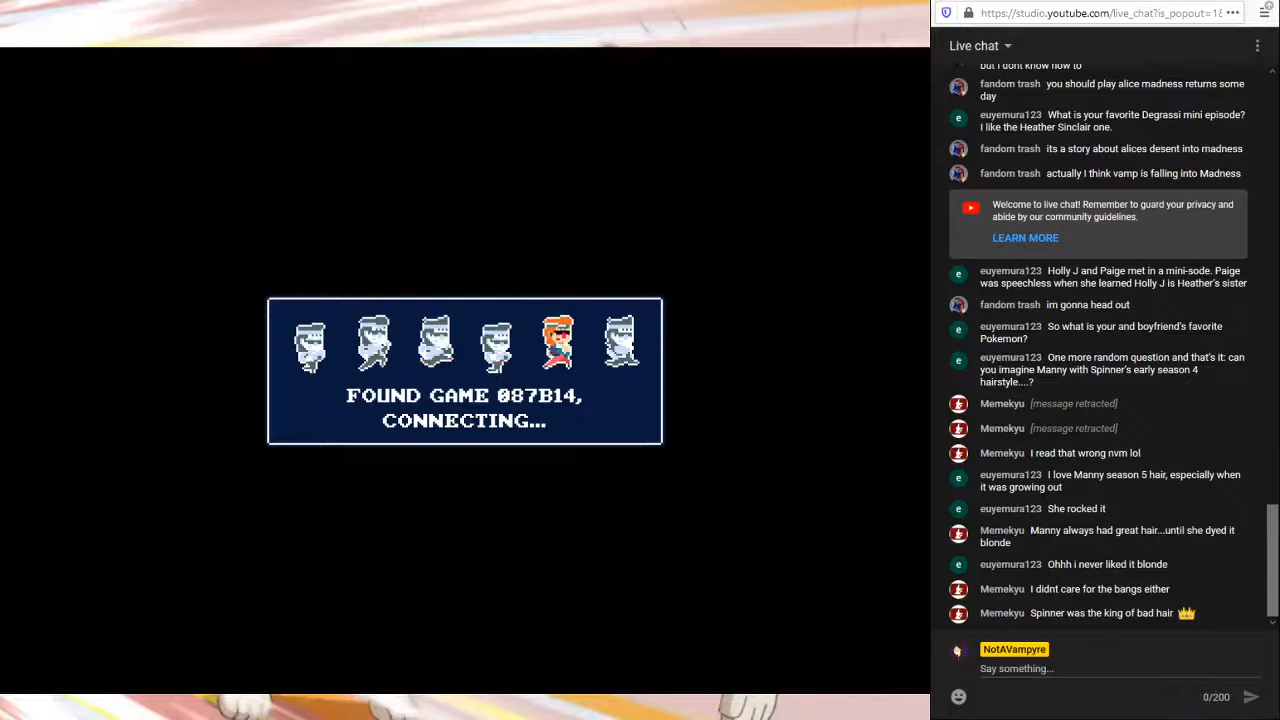 https://studio.youtube.com/live_chat?is_popout=1&
Live chat
but I dont know how to
fandom trash you should play alice madness returns some
day
euyemura123 What is your favorite Degrassi mini episode?
I like the Heather Sinclair one.
fandom trash its a story about alices desent into madness
fandom trash actually I think vamp is falling into Madness
Welcome to live chat! Remember to guard your privacy and
abide by our community guidelines.
LEARN MORE
euyemura123 Holly J and Paige met in a mini-sode. Paige
was speechless when she learned Holly J is Heather's sister
fandom trash im gonna head out
euyemura123 So what is your and boyfriend's favorite
Pokemon?
euyemura123 One more random question and that's it: can
you imagine Manny with Spinner's early season 4
hairstyle....?
Memekyu [message retracted]
Memekyu [message retracted]
Memekyu I read that wrong nvm lol
euyemura123 I love Manny season 5 hair, especially when
it was growing out
euyemura123 She rocked it
Memekyu Manny always had great hair...until she dyed it
blonde
euyemura123 Ohhh i never liked it blonde
Memekyu I didnt care for the bangs either
Memekyu Spinner was the king of bad hair 👑
NotAVampyre
Say something...
0/200
FOUND GAME 087B14,
CONNECTING...